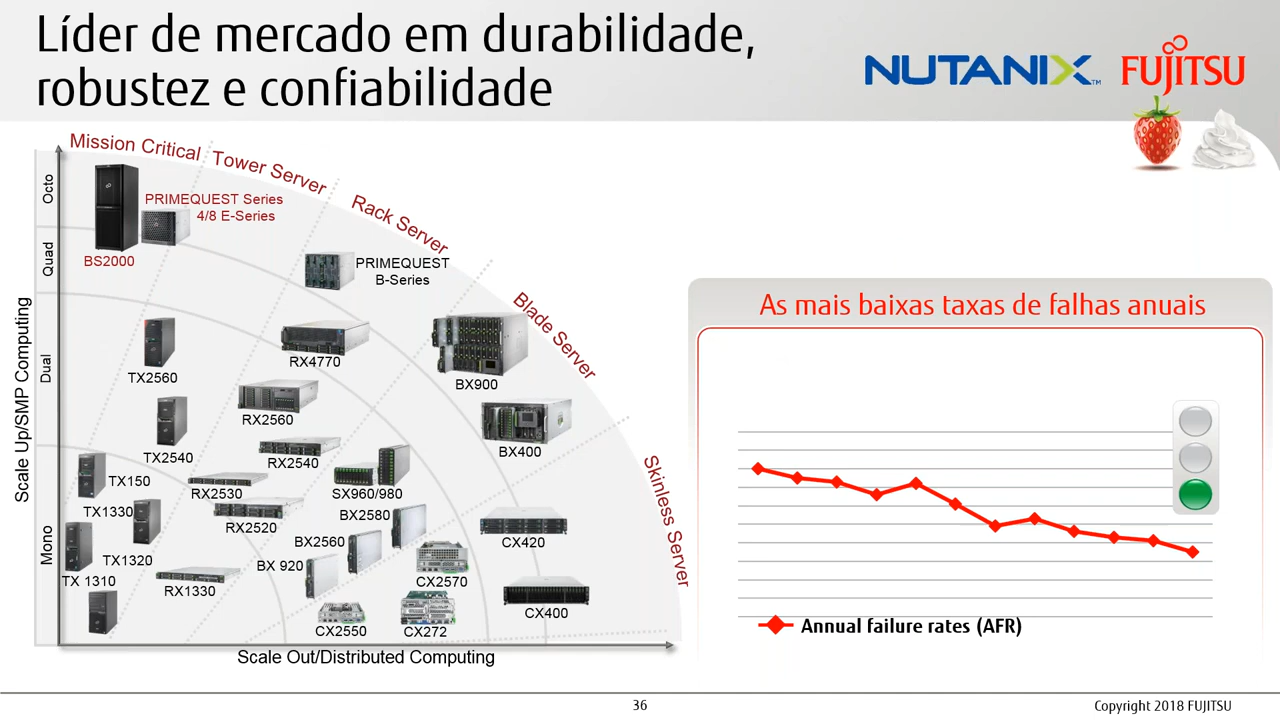 Líder de mercado em durabilidade,
robustez e confiabilidade
NUTANIX™
FUJITSU
Mission Critical
Tower Server
Rack Server
Blade Server
Skinless Server
Scale Up/SMP Computing
Octo
Quad
Dual
Mono
PRIMEQUEST Series
4/8 E-Series
BS2000
PRIMEQUEST
B-Series
TX2560
RX4770
BX900
RX2560
TX2540
RX2540
BX400
TX150
RX2530
SX960/980
TX1330
RX2520
BX2580
TX1320
BX2560
CX420
TX 1310
RX1330
BX 920
CX2570
CX2550
CX272
CX400
Scale Out/Distributed Computing
As mais baixas taxas de falhas anuais
Annual failure rates (AFR)
36
Copyright 2018 FUJITSU